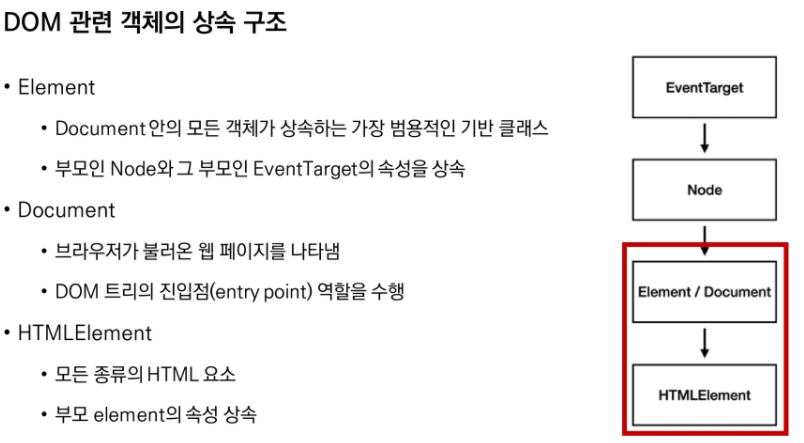 DOM 관련 객체의 상속 구조
• Element
• Document 안의 모든 객체가 상속하는 가장 범용적인 기반 클래스
• 부모인 Node와 그 부모인 EventTarget의 속성을 상속
• Document
• 브라우저가 불러온 웹 페이지를 나타냄
• DOM 트리의 진입점(entry point) 역할을 수행
• HTMLElement
• 모든 종류의 HTML 요소
• 부모 element의 속성 상속
EventTarget
Node
Element / Document
HTMLElement